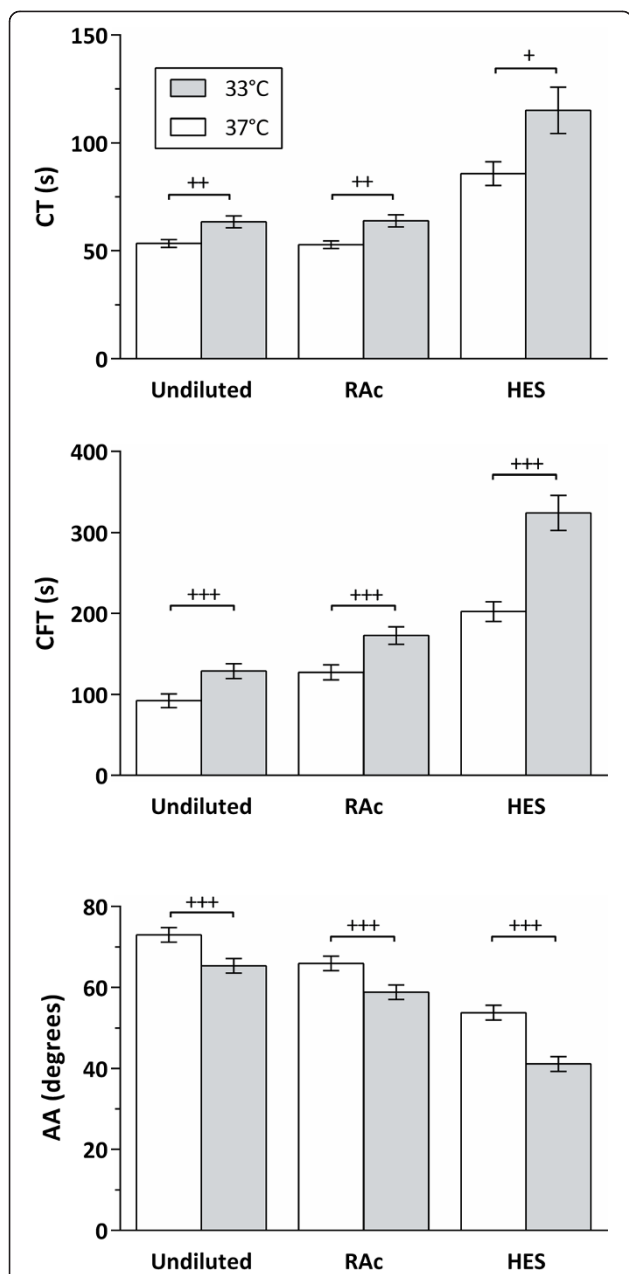 150
+
33°C
37°C
100
++
++
CT (s)
50
0
Undiluted RAc HES
400
+++
300
CFT (s)
+++
+++
200
100
0
Undiluted RAc HES
80
+++
+++
+++
60
AA (degrees)
40
20
0
Undiluted RAc HES